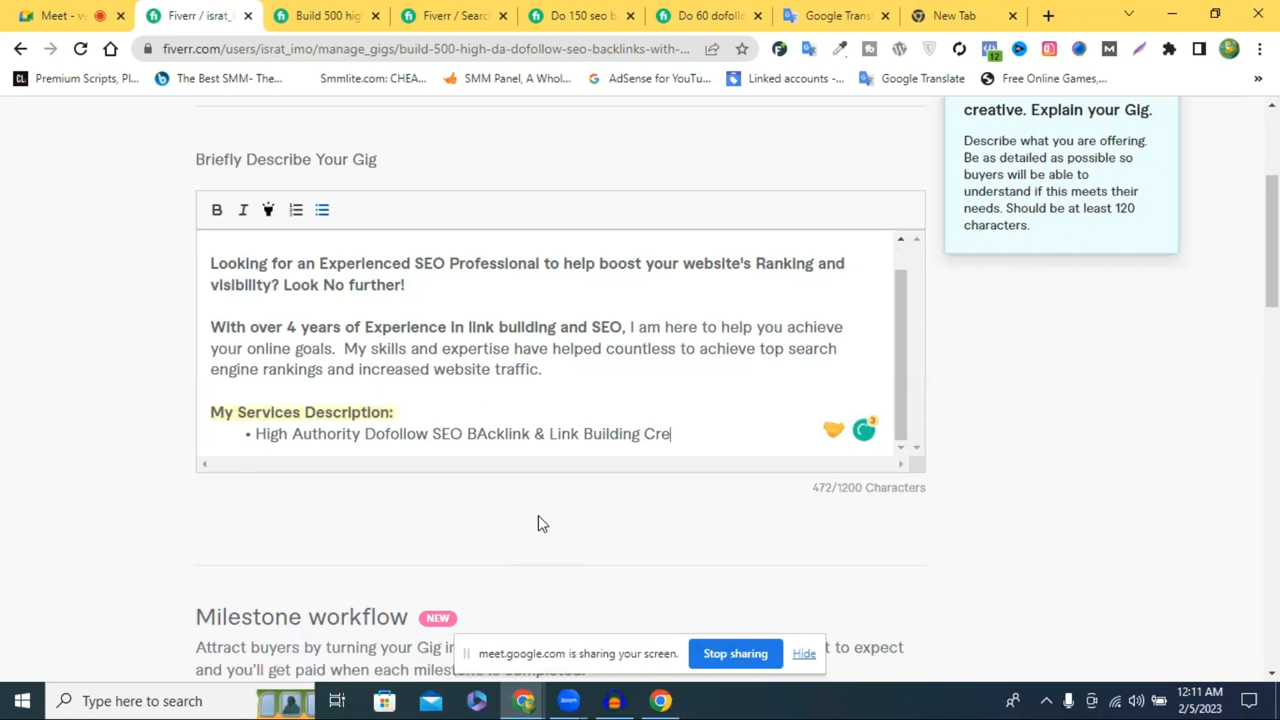 Meet - vy
Fiverr / israt_i
Build 500 high
Fiverr / Searc
Do 150 seo b
Do 60 dofollo
Google Trans
New Tab
fiverr.com/users/israt_imo/manage_gigs/build-500-high-da-dofollow-seo-backlinks-with-...
12
Premium Scripts, Pl...
The Best SMM- The...
Smmlite.com: CHEA...
SMM Panel, A Whol...
AdSense for YouTu...
Linked accounts -...
Google Translate
Free Online Games,...
»
creative. Explain your Gig.
Describe what you are offering.
Be as detailed as possible so
buyers will be able to
understand if this meets their
needs. Should be at least 120
characters.
Briefly Describe Your Gig
B I
Looking for an Experienced SEO Professional to help boost your website's Ranking and
visibility? Look No further!
With over 4 years of Experience in link building and SEO, I am here to help you achieve
your online goals.  My skills and expertise have helped countless to achieve top search
engine rankings and increased website traffic.
My Services Description:
• High Authority Dofollow SEO BAcklink & Link Building Cre
3
472/1200 Characters
Milestone workflow NEW
Attract buyers by turning your Gig in
t to expect
and you'll get paid when each milest
is completed.
meet.google.com is sharing your screen.
Stop sharing
Hide
Type here to search
12:11 AM
2/5/2023